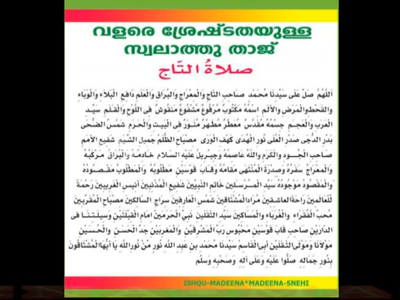 വളരെ ശ്രേഷ്ടതയുള്ള
സ്വലാത്തു താജ്
صلاةُ التَّاج
اَللّٰهُمَّ صَلِّ عَلٰى سَيِّدِنَا مُحَمَّدٍ صَاحِبِ التَّاجِ وَالْمِعْرَاجِ وَالْبُرَاقِ وَالْعَلَمِ دَافِعِ الْبَلَاءِ وَالْوَبَاءِ
وَالْقَحْطِ وَالْمَرَضِ وَالْأَلَمِ اِسْمُهُ مَكْتُوبٌ مَرْفُوعٌ مَشْفُوعٌ مَنْقُوشٌ فِى اللَّوْحِ وَالْقَلَمِ سَيِّدِ
الْعَرَبِ وَالْعَجَمِ جِسْمُهُ مُقَدَّسٌ مُعَطَّرٌ مُطَهَّرٌ مُنَوَّرٌ فِى الْبَيْتِ وَالْحَرَمِ شَمْسِ الضُّحٰى
بَدْرِ الدُّجٰى صَدْرِ الْعُلٰى نُورِ الْهُدٰى كَهْفِ الْوَرٰى مِصْبَاحِ الظُّلَمِ جَمِيلِ الشِّيَمِ شَفِيعِ الْأُمَمِ
صَاحِبِ الْجُودِ وَالْكَرَمِ وَاللهُ عَاصِمُهُ وَجِبْرِيلُ عَلَيْهِ السَّلَام خَادِمُهُ وَالْبُرَاقُ مَرْكَبُهُ
وَالْمِعْرَاجُ سَفَرُهُ وَسِدْرَةُ الْمُنْتَهٰى مَقَامُهُ وَقَابَ قَوْسَيْنِ مَطْلُوبُهُ وَالْمَطْلُوبُ مَقْصُودُهُ
وَالْمَقْصُودُ مَوْجُودُهُ سَيِّدِ الْمُرْسَلِينَ خَاتَمِ النَّبِيِّينَ شَفِيعِ الْمُذْنِبِينَ أَنِيسِ الْغَرِيبِينَ رَحْمَةً
لِلْعَالَمِينَ رَاحَةِ الْعَاشِقِينَ مُرَادِ الْمُشْتَاقِينَ شَمْسِ الْعَارِفِينَ سِرَاجِ السَّالِكِينَ مِصْبَاحِ الْمُقَرَّبِينَ
مُحِبِّ الْفُقَرَاءِ وَالْغُرَبَاءِ وَالْمَسَاكِينِ سَيِّدِ الثَّقَلَيْنِ نَبِيِّ الْحَرَمَيْنِ اِمَامِ الْقِبْلَتَيْنِ وَسِيلَتِنَا فِى
الدَّارَيْنِ صَاحِبِ قَابَ قَوْسَيْنِ مَحْبُوبِ رَبِّ الْمَشْرِقَيْنِ وَالْمَغْرِبَيْنِ جَدِّ الْحَسَنِ وَالْحُسَيْنِ
مَوْلَانَا وَمَوْلَى الثَّقَلَيْنِ أَبِى الْقَاسِمِ سَيِّدِنَا مُحَمَّدِ بْنِ عَبْدِ اللهِ نُورٍ مِنْ نُورِ اللهِ يَا أَيُّهَا الْمُشْتَاقُونَ
بِنُورِ جَمَالِهِ صَلُّوا عَلَيْهِ وَعَلٰى آلِهِ وَصَحْبِهِ وَسَلِّم
ISHQU-MADEENA*MADEENA-SNEHI